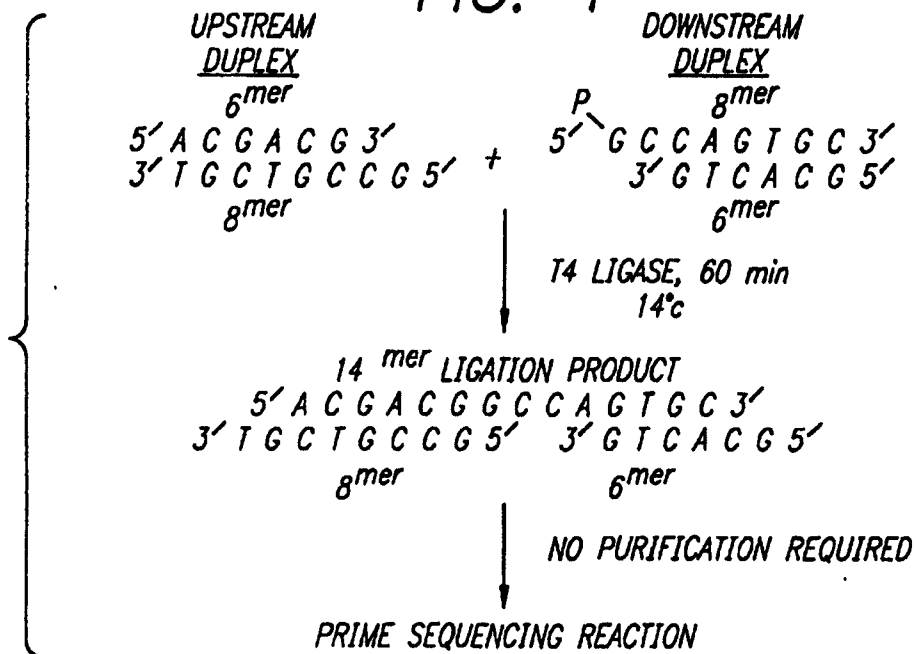 UPSTREAM
DUPLEX
6mer
5′ A C G A C G 3′
3′ T G C T G C C G 5′
8mer
+
DOWNSTREAM
DUPLEX
8mer
P
5′ G C C A G T G C 3′
3′ G T C A C G 5′
6mer
T4 LIGASE, 60 min
14°c
14 mer LIGATION PRODUCT
5′ A C G A C G G C C A G T G C 3′
3′ T G C T G C C G 5′ 3′ G T C A C G 5′
8mer 6mer
NO PURIFICATION REQUIRED
PRIME SEQUENCING REACTION